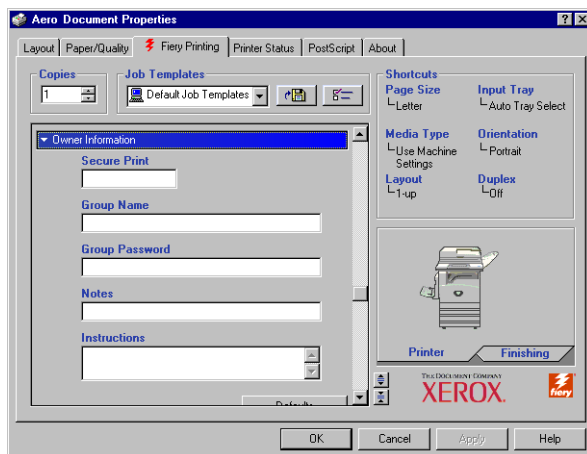 Aero Document Properties
Layout Paper/Quality Fiery Printing Printer Status PostScript About
Copies
1
Job Templates
Default Job Templates
Owner Information
Secure Print
Group Name
Group Password
Notes
Instructions
Defaults
Shortcuts
Page Size
Letter
Input Tray
Auto Tray Select
Media Type
Use Machine
Settings
Orientation
Portrait
Layout
1-up
Duplex
Off
Printer Finishing
THE DOCUMENT COMPANY
XEROX.
fiery
OK Cancel Apply Help